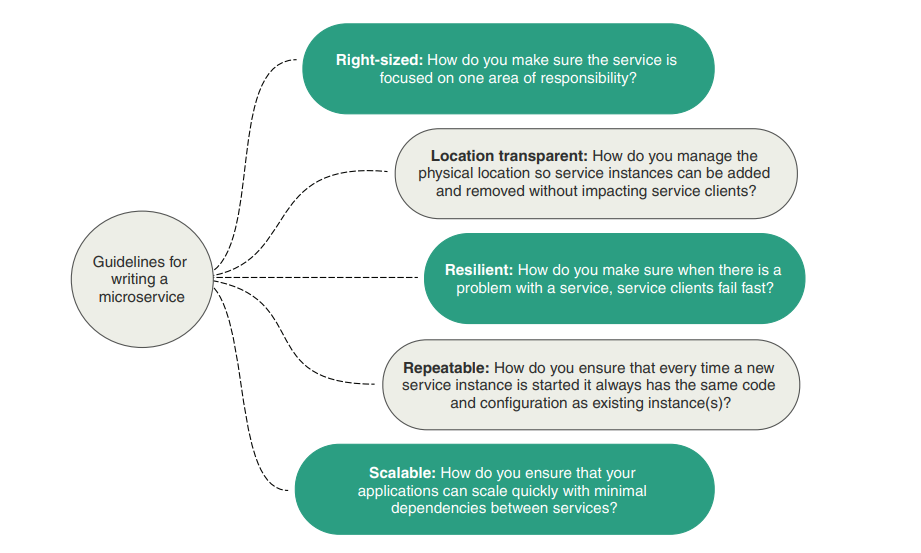 Right-sized: How do you make sure the service is
focused on one area of responsibility?
Location transparent: How do you manage the
physical location so service instances can be added
and removed without impacting service clients?
Guidelines for
writing a
microservice
Resilient: How do you make sure when there is a
problem with a service, service clients fail fast?
Repeatable: How do you ensure that every time a new
service instance is started it always has the same code
and configuration as existing instance(s)?
Scalable: How do you ensure that your
applications can scale quickly with minimal
dependencies between services?